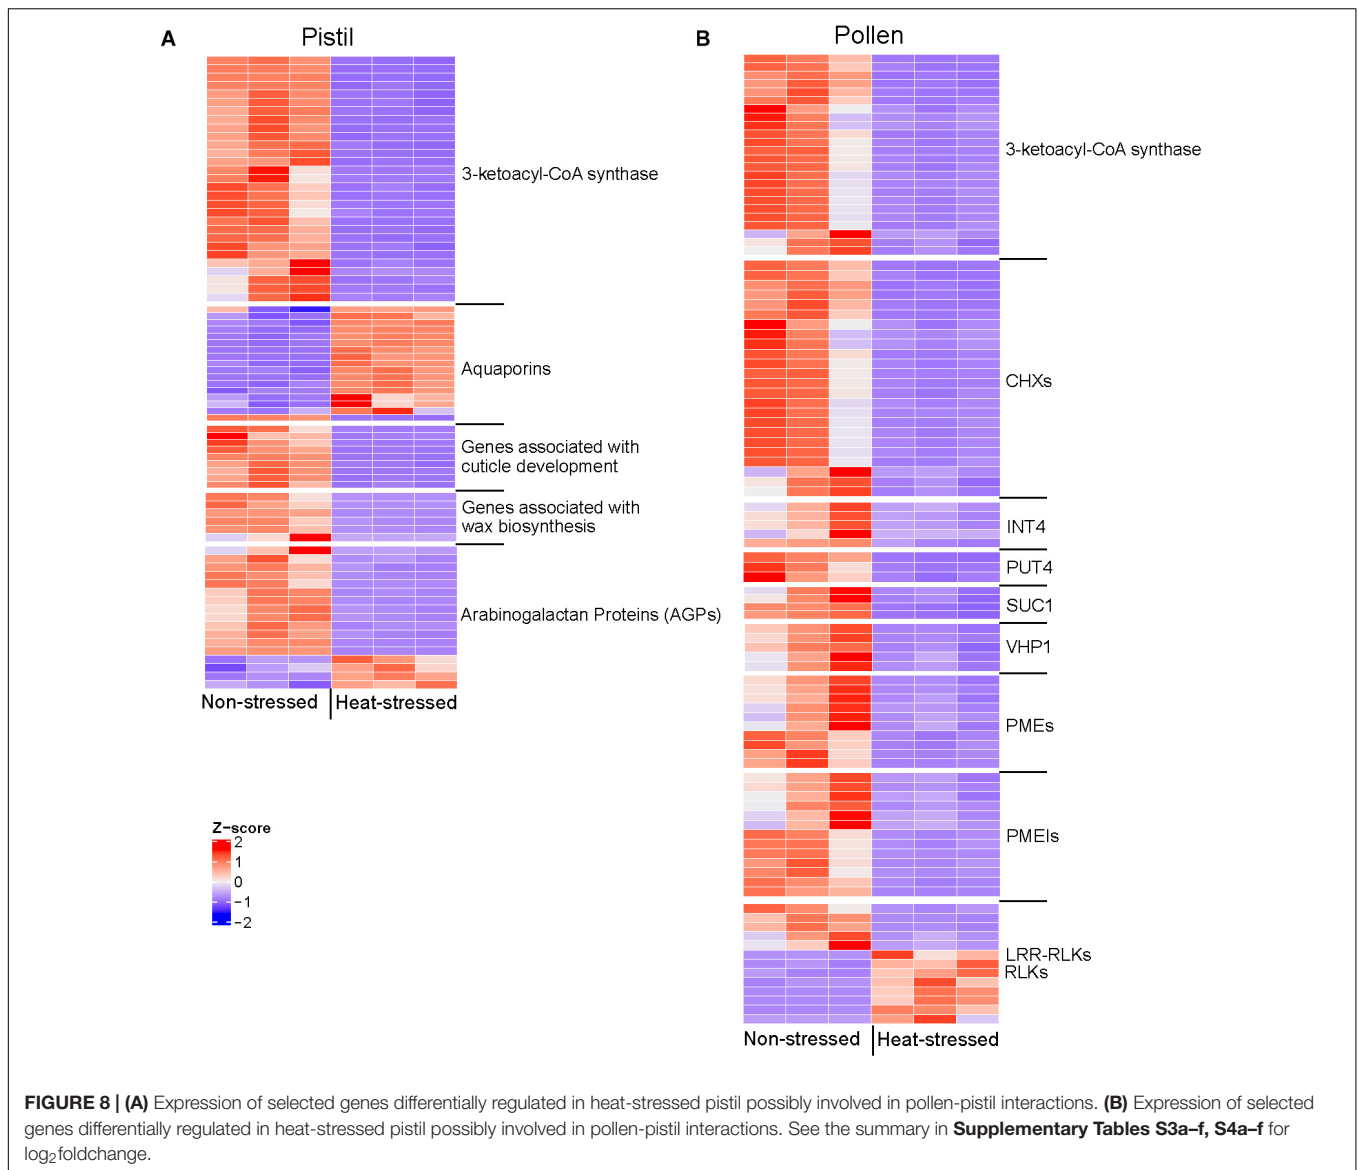 A
Pistil
3-ketoacyl-CoA synthase
Aquaporins
Genes associated with
cuticle development
Genes associated with
wax biosynthesis
Arabinogalactan Proteins (AGPs)
Non-stressed
Heat-stressed
Z-score
2
1
0
-1
-2
B
Pollen
3-ketoacyl-CoA synthase
CHXs
INT4
PUT4
SUC1
VHP1
PMEs
PMEIs
LRR-RLKs
RLKs
Non-stressed
Heat-stressed
FIGURE 8 | (A) Expression of selected genes differentially regulated in heat-stressed pistil possibly involved in pollen-pistil interactions. (B) Expression of selected
genes differentially regulated in heat-stressed pistil possibly involved in pollen-pistil interactions. See the summary in Supplementary Tables S3a–f, S4a–f for
log2foldchange.